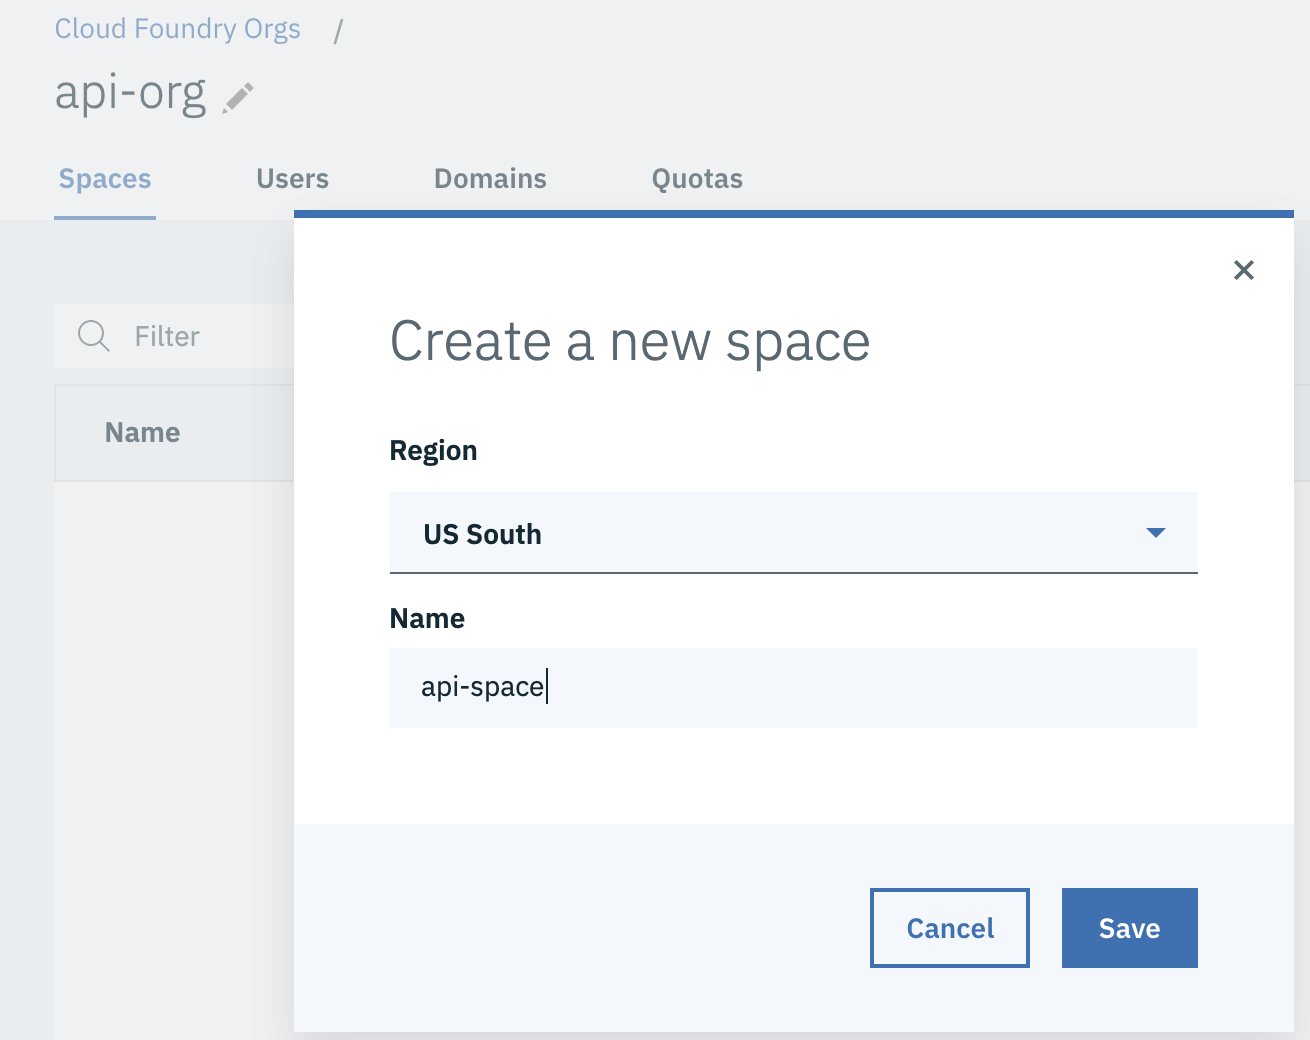 Cloud Foundry Orgs /
api-org
Spaces Users Domains Quotas
Filter
Name
Create a new space
Region
US South
Name
api-space
Cancel Save